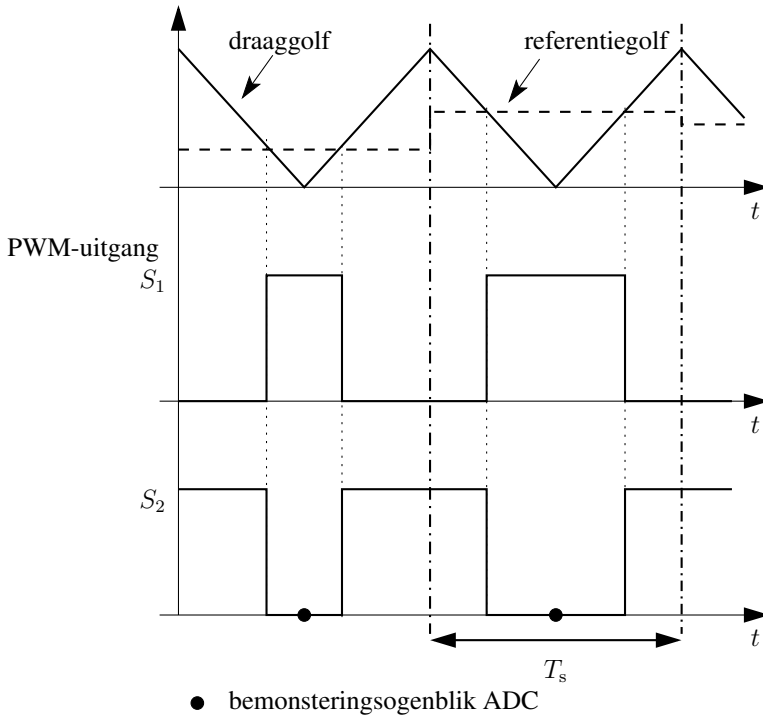 draaggolf
referentiegolf
t
PWM-uitgang
S₁
t
S₂
t
Tₛ
bemonsteringsogenblik ADC